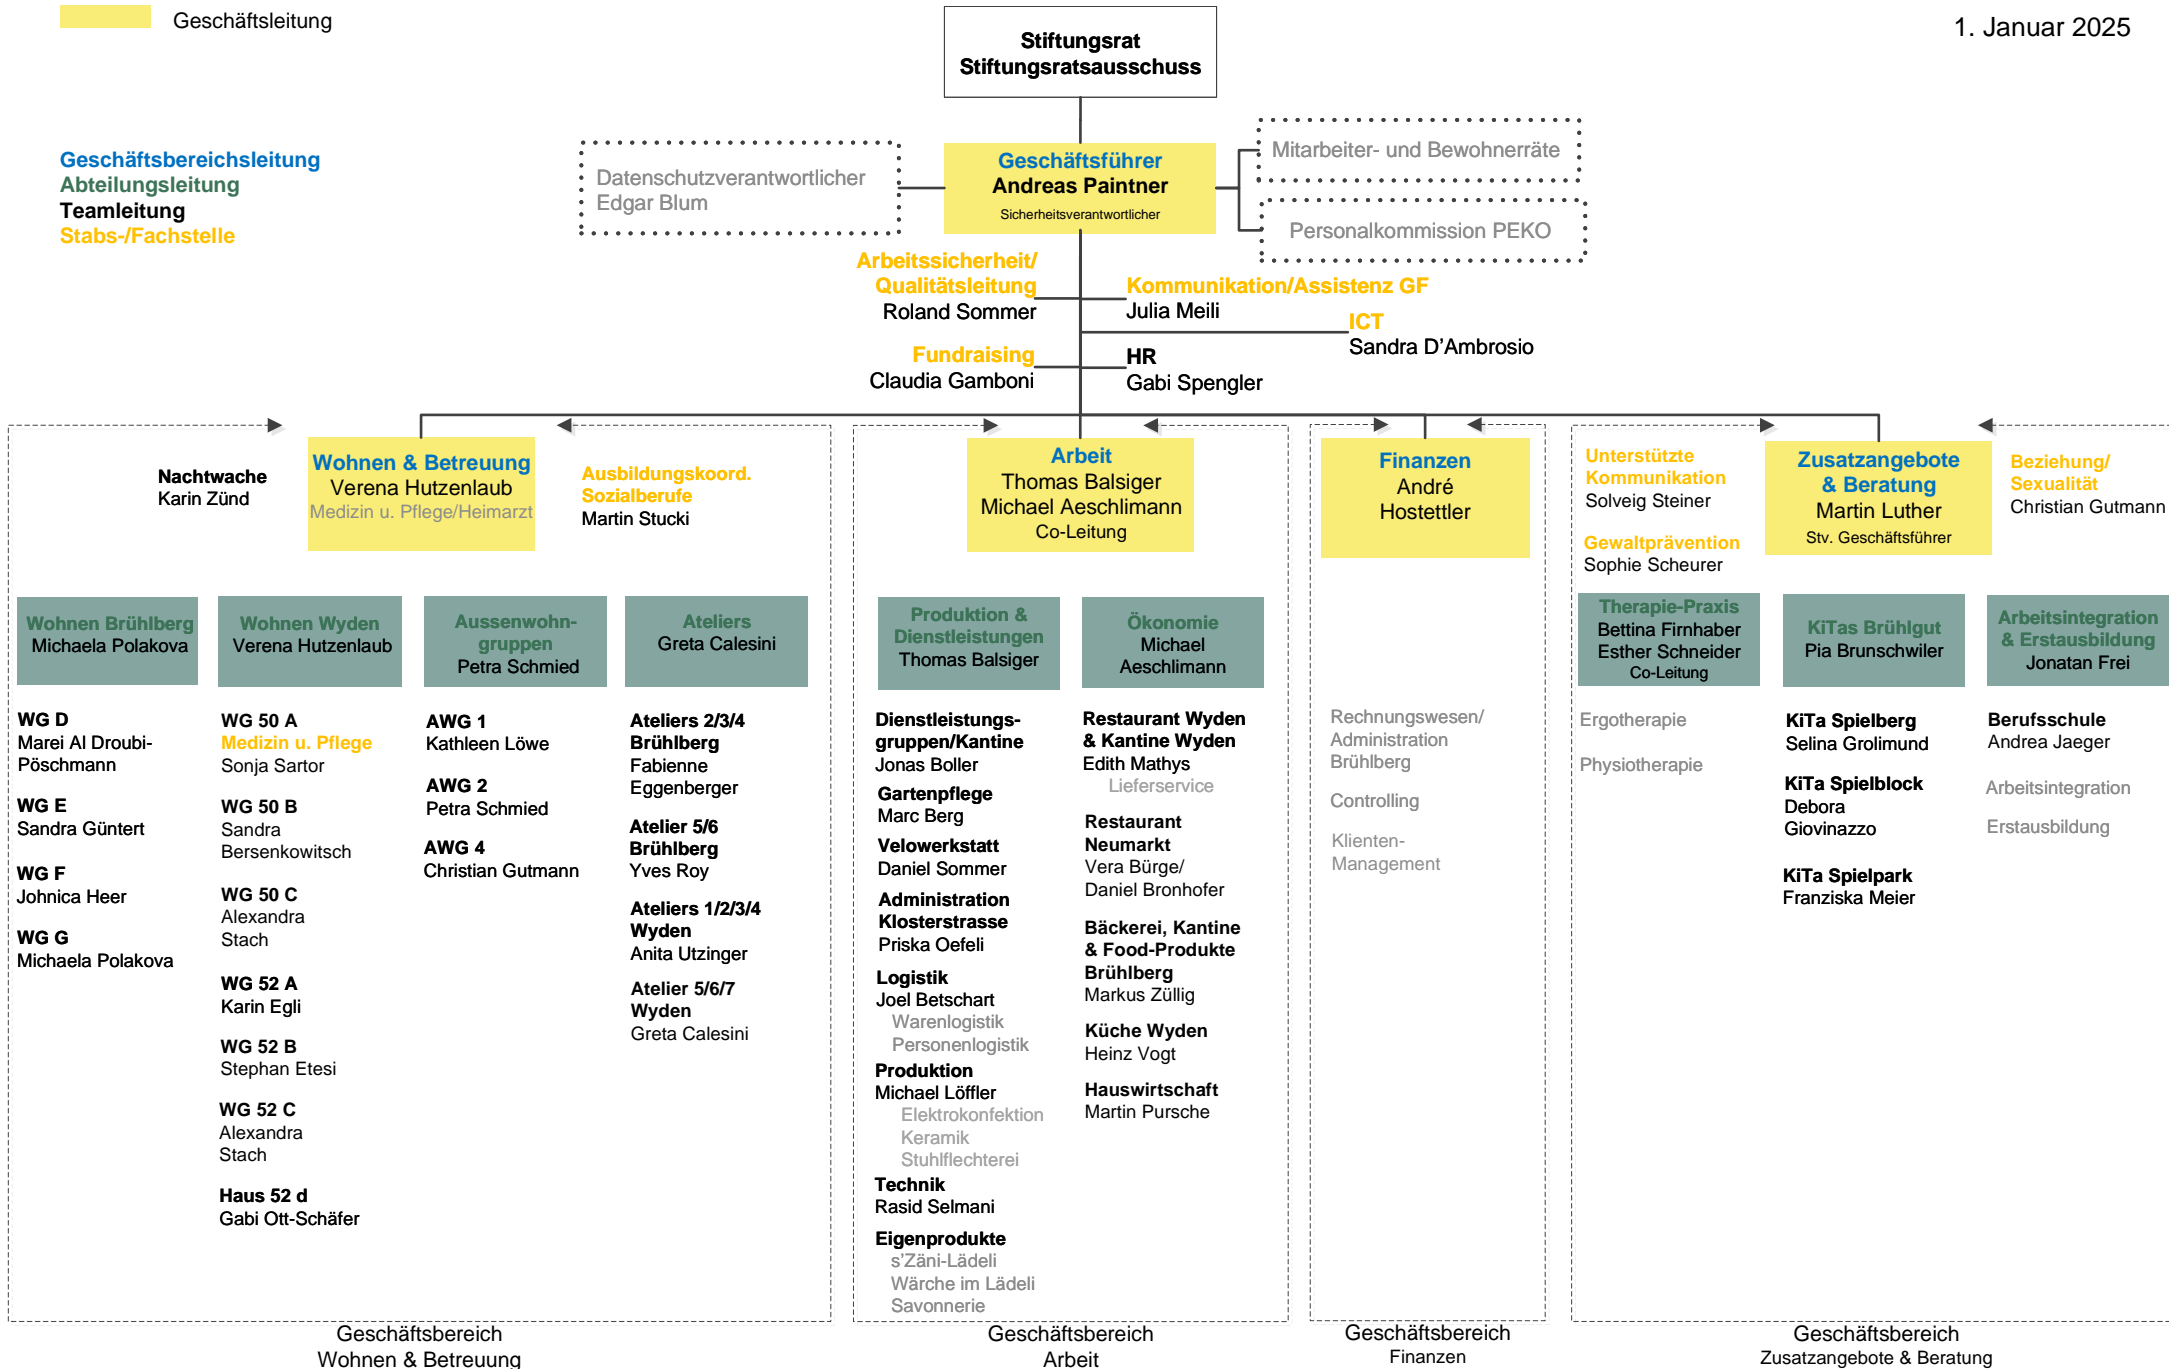 Geschäftsleitung
1. Januar 2025
Stiftungsrat
Stiftungsratsausschuss
Geschäftsbereichsleitung
Abteilungsleitung
Teamleitung
Stabs-/Fachstelle
Datenschutzverantwortlicher
Edgar Blum
Geschäftsführer
Andreas Paintner
Sicherheitsverantwortlicher
Mitarbeiter- und Bewohnerräte
Personalkommission PEKO
Arbeitssicherheit/
Qualitätsleitung
Roland Sommer
Kommunikation/Assistenz GF
Julia Meili
ICT
Sandra D'Ambrosio
Fundraising
Claudia Gamboni
HR
Gabi Spengler
Nachtwache
Karin Zünd
Wohnen & Betreuung
Verena Hutzenlaub
Medizin u. Pflege/Heimarzt
Ausbildungskoord.
Sozialberufe
Martin Stucki
Arbeit
Thomas Balsiger
Michael Aeschlimann
Co-Leitung
Finanzen
André
Hostettler
Unterstützte
Kommunikation
Solveig Steiner
Gewaltprävention
Sophie Scheurer
Zusatzangebote
& Beratung
Martin Luther
Stv. Geschäftsführer
Beziehung/
Sexualität
Christian Gutmann
Wohnen Brühlberg
Michaela Polakova
WG D
Marei Al Droubi-
Pöschmann
WG E
Sandra Güntert
WG F
Johnica Heer
WG G
Michaela Polakova
Wohnen Wyden
Verena Hutzenlaub
WG 50 A
Medizin u. Pflege
Sonja Sartor
WG 50 B
Sandra
Bersenkowitsch
WG 50 C
Alexandra
Stach
WG 52 A
Karin Egli
WG 52 B
Stephan Etesi
WG 52 C
Alexandra
Stach
Haus 52 d
Gabi Ott-Schäfer
Aussenwohn-
gruppen
Petra Schmied
AWG 1
Kathleen Löwe
AWG 2
Petra Schmied
AWG 4
Christian Gutmann
Ateliers
Greta Calesini
Ateliers 2/3/4
Brühlberg
Fabienne
Eggenberger
Atelier 5/6
Brühlberg
Yves Roy
Ateliers 1/2/3/4
Wyden
Anita Utzinger
Atelier 5/6/7
Wyden
Greta Calesini
Produktion &
Dienstleistungen
Thomas Balsiger
Dienstleistungs-
gruppen/Kantine
Jonas Boller
Gartenpflege
Marc Berg
Velowerkstatt
Daniel Sommer
Administration
Klosterstrasse
Priska Oefeli
Logistik
Joel Betschart
Warenlogistik
Personenlogistik
Produktion
Michael Löffler
Elektrokonfektion
Keramik
Stuhlflechterei
Technik
Rasid Selmani
Eigenprodukte
s'Zäni-Lädeli
Wärche im Lädeli
Savonnerie
Ökonomie
Michael
Aeschlimann
Restaurant Wyden
& Kantine Wyden
Edith Mathys
Lieferservice
Restaurant
Neumarkt
Vera Bürge/
Daniel Bronhofer
Bäckerei, Kantine
& Food-Produkte
Brühlberg
Markus Züllig
Küche Wyden
Heinz Vogt
Hauswirtschaft
Martin Pursche
Rechnungswesen/
Administration
Brühlberg
Controlling
Klienten-
Management
Therapie-Praxis
Bettina Firnhaber
Esther Schneider
Co-Leitung
Ergotherapie
Physiotherapie
KiTas Brühlgut
Pia Brunschwiler
KiTa Spielberg
Selina Grolimund
KiTa Spielblock
Debora
Giovinazzo
KiTa Spielpark
Franziska Meier
Arbeitsintegration
& Erstausbildung
Jonatan Frei
Berufsschule
Andrea Jaeger
Arbeitsintegration
Erstausbildung
Geschäftsbereich
Wohnen & Betreuung
Geschäftsbereich
Arbeit
Geschäftsbereich
Finanzen
Geschäftsbereich
Zusatzangebote & Beratung